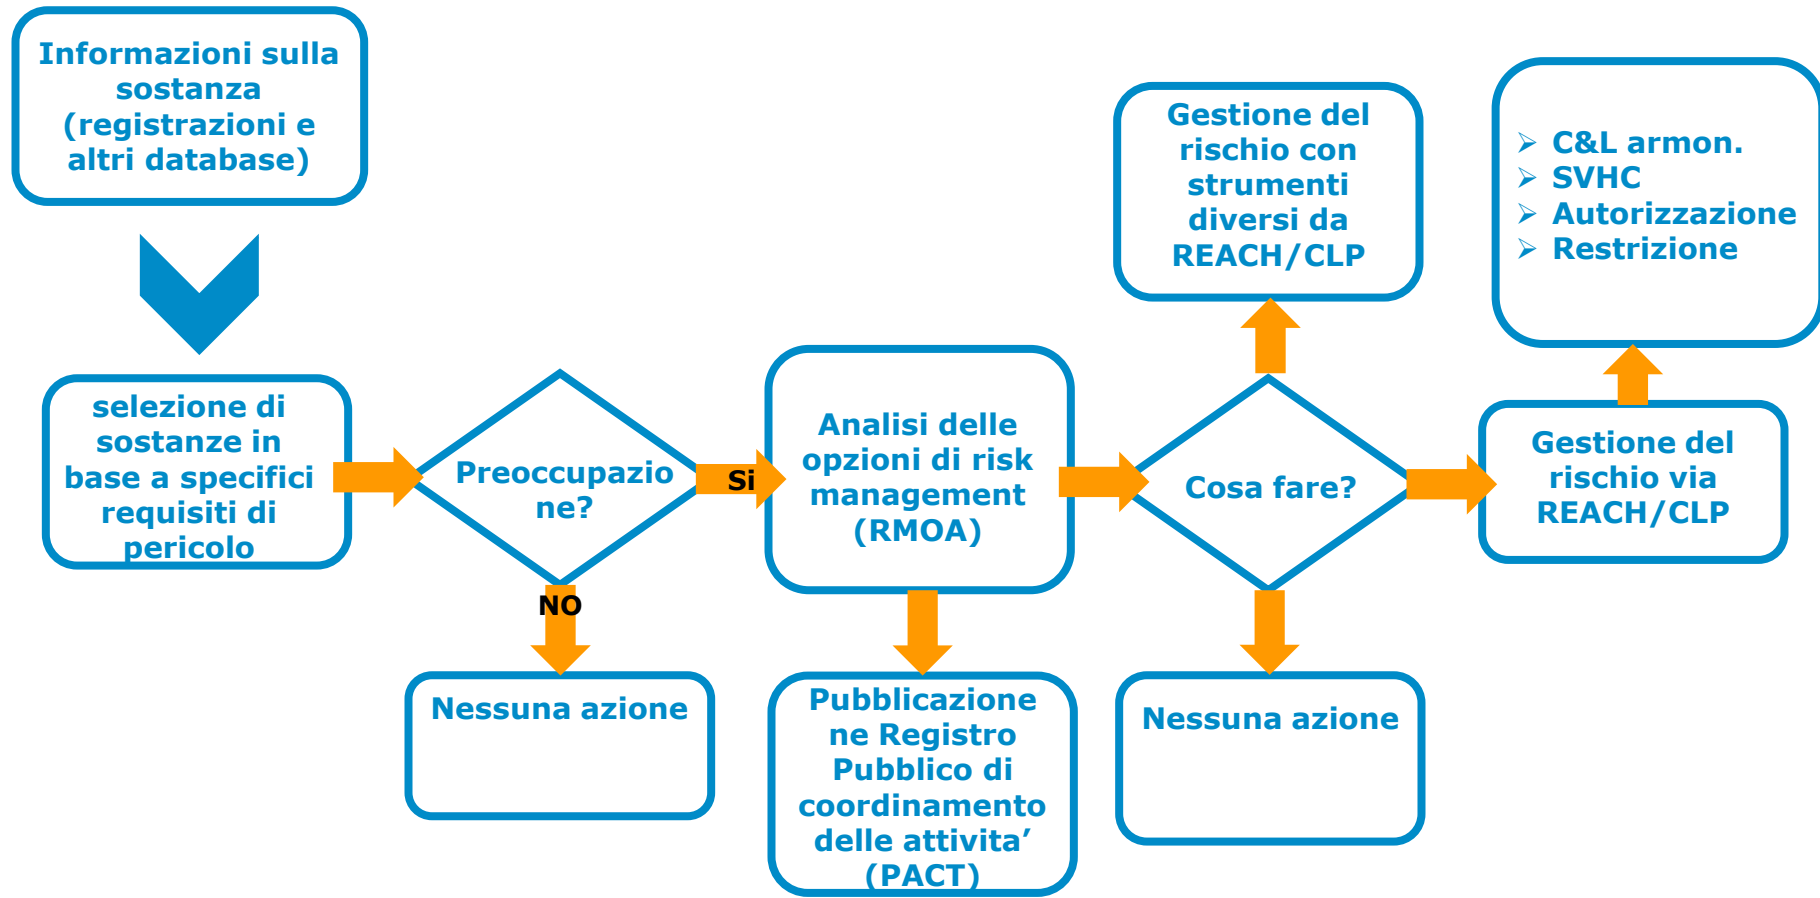 Informazioni sulla
sostanza
(registrazioni e
altri database)
selezione di
sostanze in
base a specifici
requisiti di
pericolo
Preoccupazio
ne?
NO
Nessuna azione
Si
Analisi delle
opzioni di risk
management
(RMOA)
Pubblicazione
ne Registro
Pubblico di
coordinamento
delle attivita’
(PACT)
Cosa fare?
Gestione del
rischio con
strumenti
diversi da
REACH/CLP
Nessuna azione
Gestione del
rischio via
REACH/CLP
➢ C&L armon.
➢ SVHC
➢ Autorizzazione
➢ Restrizione